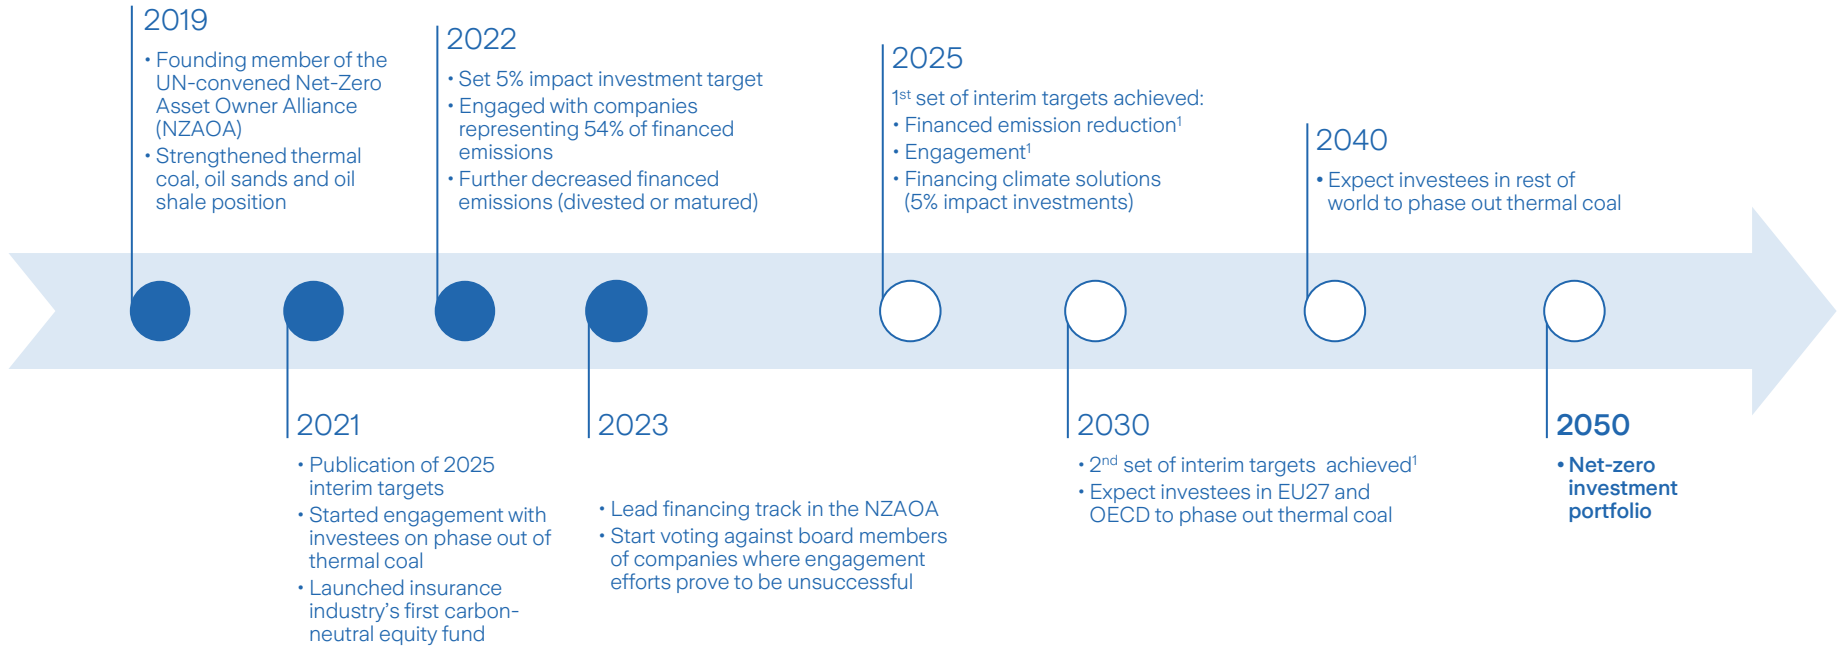 2019
• Founding member of the
UN-convened Net-Zero
Asset Owner Alliance
(NZAOA)
• Strengthened thermal
coal, oil sands and oil
shale position
2021
• Publication of 2025
interim targets
• Started engagement with
investees on phase out of
thermal coal
• Launched insurance
industry’s first carbon-
neutral equity fund
2022
• Set 5% impact investment target
• Engaged with companies
representing 54% of financed
emissions
• Further decreased financed
emissions (divested or matured)
2023
• Lead financing track in the NZAOA
• Start voting against board members
of companies where engagement
efforts prove to be unsuccessful
2025
1st set of interim targets achieved:
• Financed emission reduction1
• Engagement1
• Financing climate solutions
(5% impact investments)
2030
• 2nd set of interim targets achieved1
• Expect investees in EU27 and
OECD to phase out thermal coal
2040
• Expect investees in rest of
world to phase out thermal coal
2050
• Net-zero
investment
portfolio